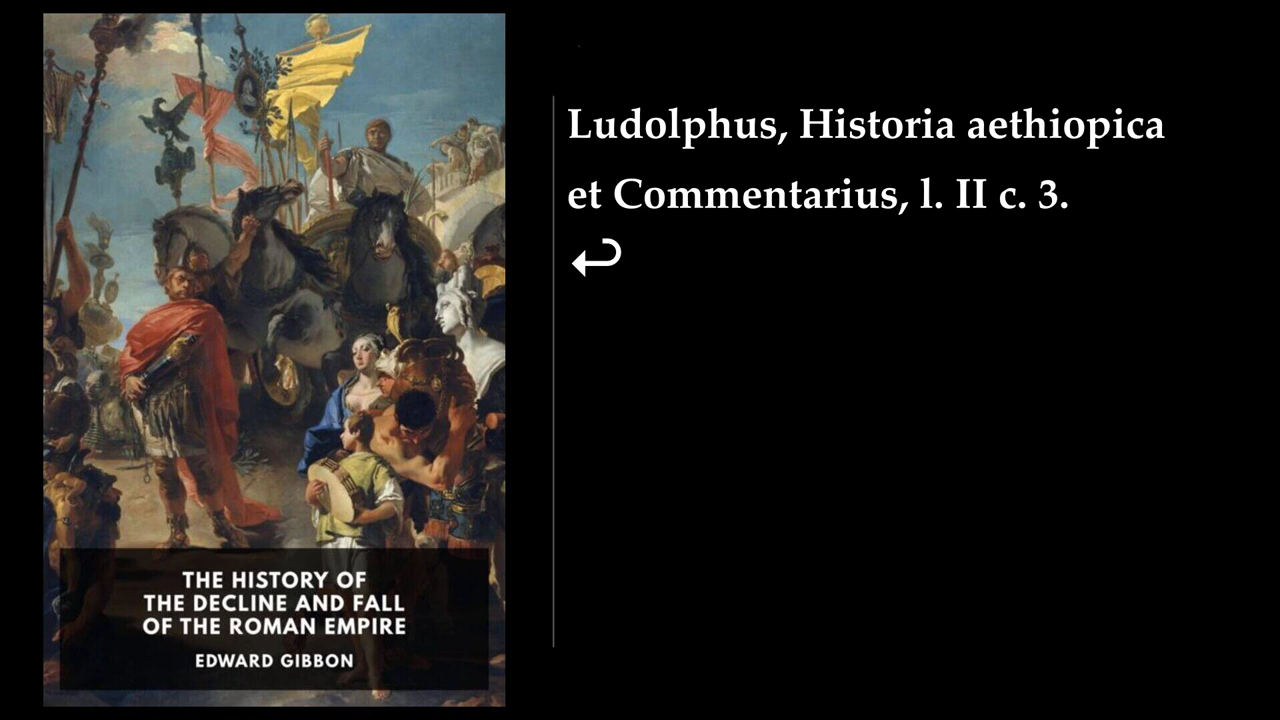 Ludolphus, Historia aethiopica
et Commentarius, l. II c. 3.
↩
THE HISTORY OF
THE DECLINE AND FALL
OF THE ROMAN EMPIRE
EDWARD GIBBON